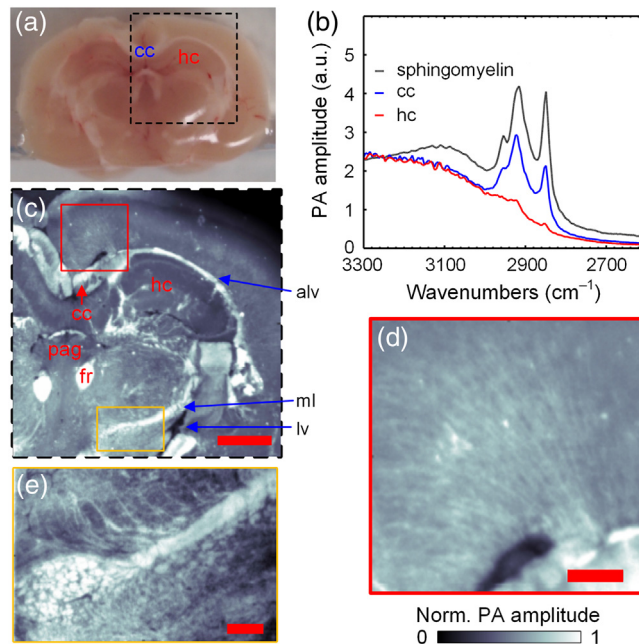 (a)
cc
hc
(b)
PA amplitude (a.u.)
5
4
3
2
1
0
sphingomyelin
cc
hc
3300
3100
2900
2700
Wavenumbers (cm⁻¹)
(c)
hc
cc
pag
fr
alv
ml
lv
(d)
(e)
Norm. PA amplitude
0
1